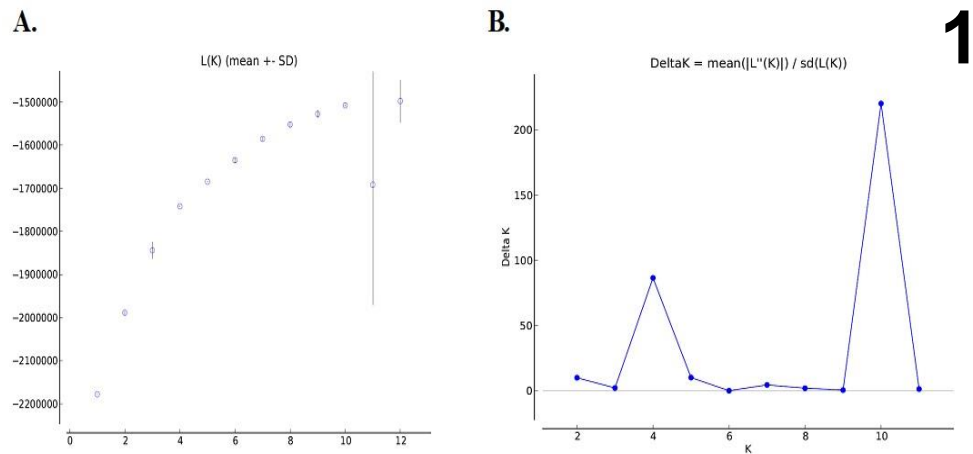 A.
B.
1
L(K) (mean +- SD)
−1500000
−1600000
−1700000
−1800000
−1900000
−2000000
−2100000
−2200000
0 2 4 6 8 10 12
DeltaK = mean(|L''(K)|) / sd(L(K))
Delta K
200
150
100
50
0
2 4 6 8 10
K